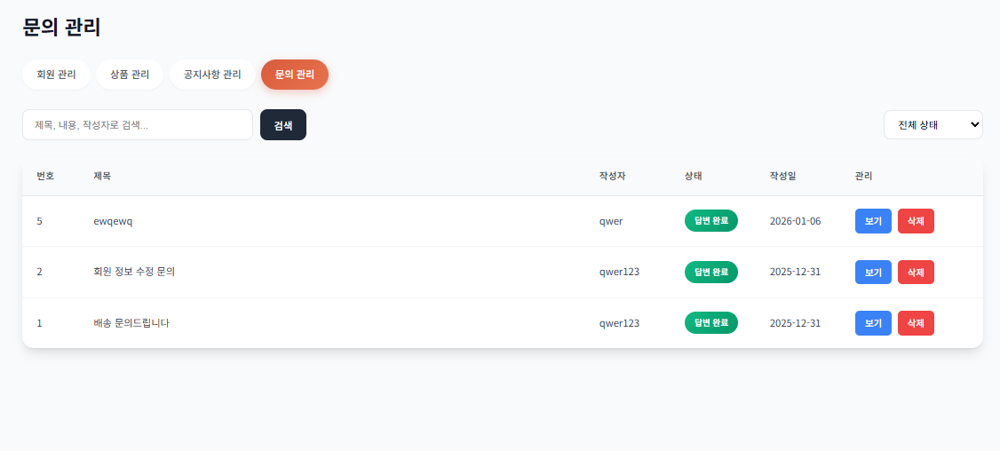 문의 관리
회원 관리 상품 관리 공지사항 관리 문의 관리
제목, 내용, 작성자로 검색... 검색 전체 상태
번호 제목 작성자 상태 작성일 관리
5 ewqewq qwer 답변 완료 2026-01-06 보기 삭제
2 회원 정보 수정 문의 qwer123 답변 완료 2025-12-31 보기 삭제
1 배송 문의드립니다 qwer123 답변 완료 2025-12-31 보기 삭제